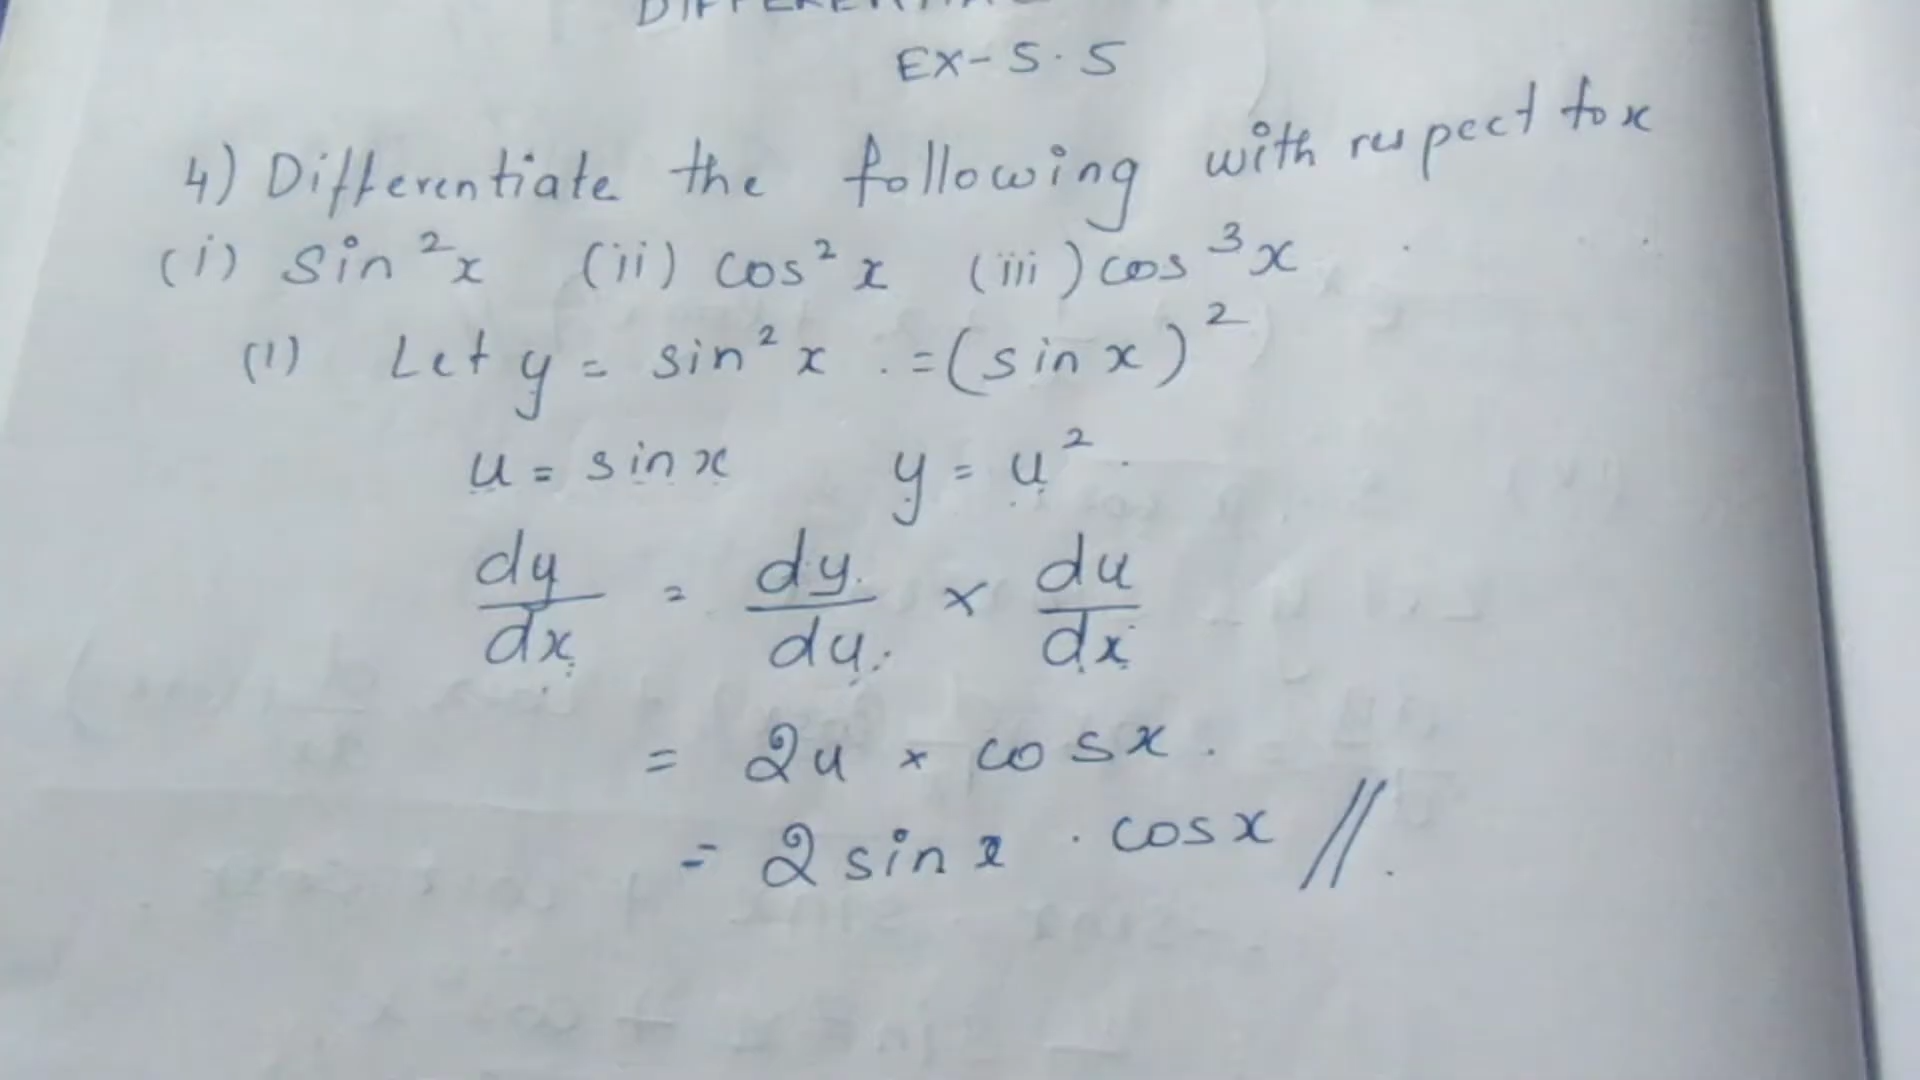 EX-5.5
4) Differentiate the following with respect to x
(i) sin²x (ii) cos²x (iii) cos³x
(1) Let y = sin²x . = (sin x)²
u = sin x y = u².
dy/dx = dy/du × du/dx
= 2u × cos x.
= 2 sin x . cos x //.